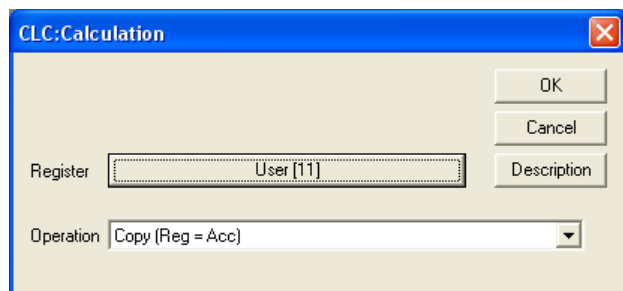 CLC:Calculation
OK
Cancel
Register User [11] Description
Operation Copy (Reg = Acc)